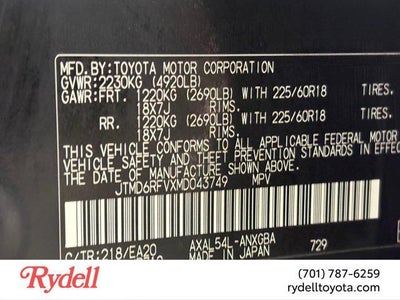 MFD.BY:TOYOTA MOTOR CORPORATION
GVWR:2230KG (4920LB)
GAWR:FRT. 1220KG (2690LB) WITH 225/60R18 TIRES.
18X7J RIMS.
RR. 1220KG (2690LB) WITH 225/60R18 TIRES.
18X7J RIMS.
THIS VEHICLE CONFORMS TO ALL APPLICABLE FEDERAL MOTOR
VEHICLE SAFETY AND THEFT PREVENTION STANDARDS
IN EFFECT ON THE DATE OF MANUFACTURE
JTMD6RFVXMD043749 MPV
C/TR:218/EA20 AXAL54L-ANXGBA
MADE IN JAPAN 729
Rydell
(701) 787-6259
rydelltoyota.com